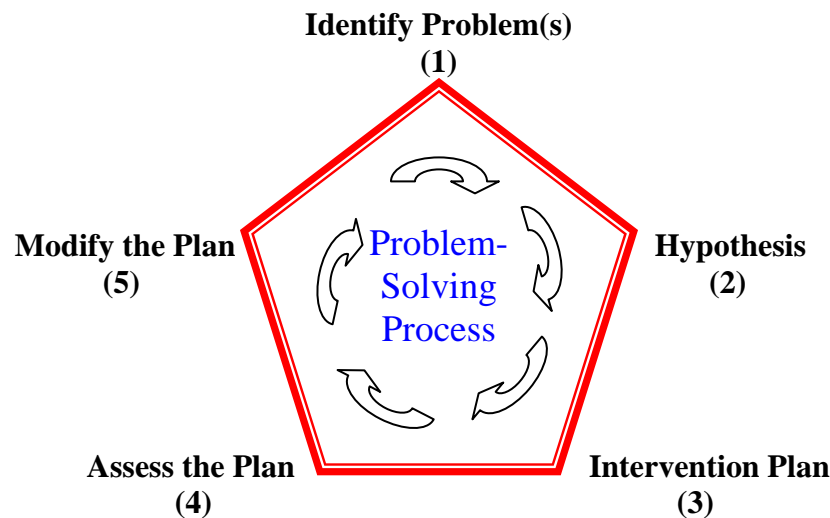 Identify Problem(s)
(1)
Modify the Plan
(5)
Problem-
Solving
Process
Hypothesis
(2)
Assess the Plan
(4)
Intervention Plan
(3)